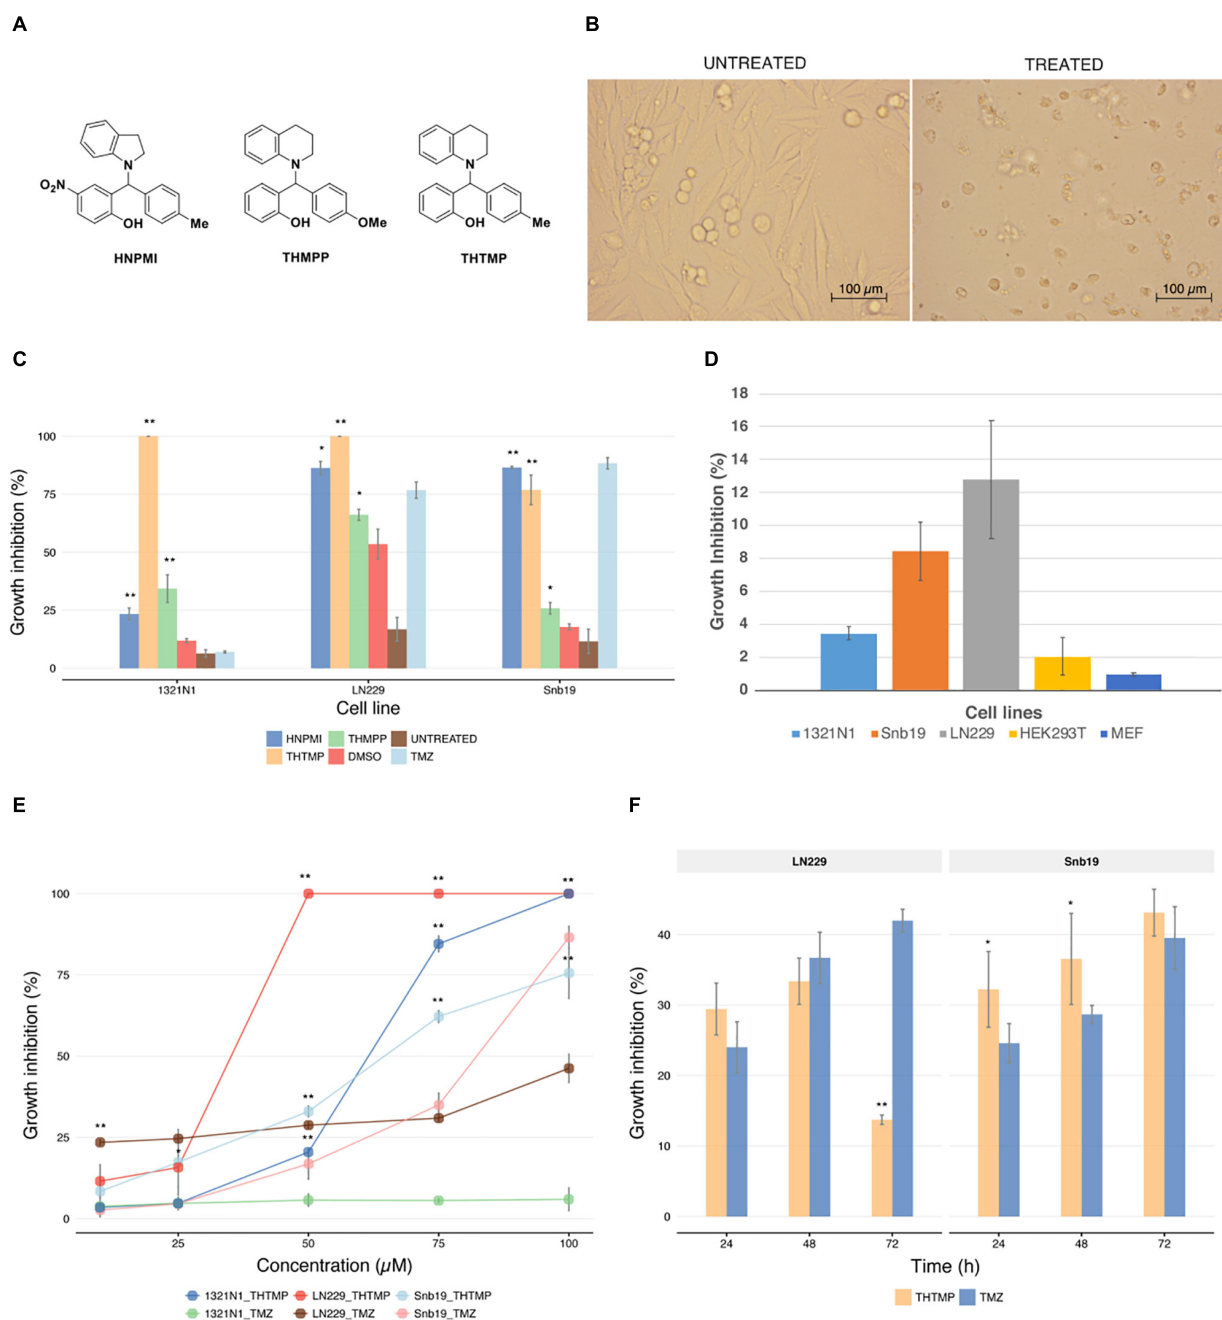 A
B
UNTREATED
TREATED
N
O₂N
OH
Me
HNPMI
N
OH
OMe
THMPP
N
OH
Me
THTMP
100 µm
100 µm
C
D
Growth inhibition (%)
100
75
50
25
0
**
**
**
*
**
*
**
**
*
1321N1
LN229
Snb19
Cell line
HNPMI
THMPP
UNTREATED
THTMP
DMSO
TMZ
Growth Inhibition (%)
18
16
14
12
10
8
6
4
2
0
Cell lines
1321N1
Snb19
LN229
HEK293T
MEF
E
F
Growth inhibition (%)
100
75
50
25
0
**
*
**
**
**
**
**
**
**
**
25
50
75
100
Concentration (µM)
1321N1_THTMP
LN229_THTMP
Snb19_THTMP
1321N1_TMZ
LN229_TMZ
Snb19_TMZ
LN229
Snb19
Growth inhibition (%)
40
30
20
10
0
**
*
*
24
48
72
24
48
72
Time (h)
THTMP
TMZ